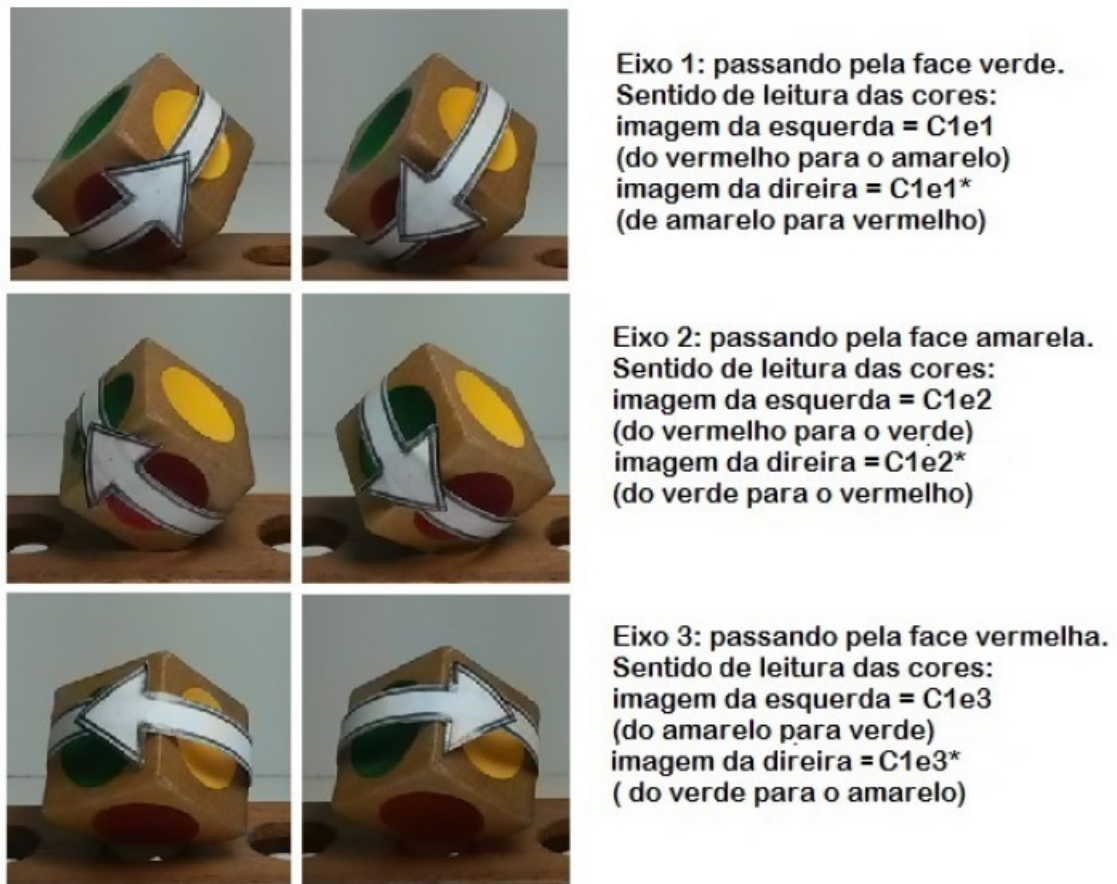 Eixo 1: passando pela face verde.
Sentido de leitura das cores:
imagem da esquerda = C1e1
(do vermelho para o amarelo)
imagem da direira = C1e1*
(de amarelo para vermelho)
Eixo 2: passando pela face amarela.
Sentido de leitura das cores:
imagem da esquerda = C1e2
(do vermelho para o verde)
imagem da direira =C1e2*
(do verde para o vermelho)
Eixo 3: passando pela face vermelha.
Sentido de leitura das cores:
imagem da esquerda = C1e3
(do amarelo para verde)
imagem da direira =C1e3*
( do verde para o amarelo)